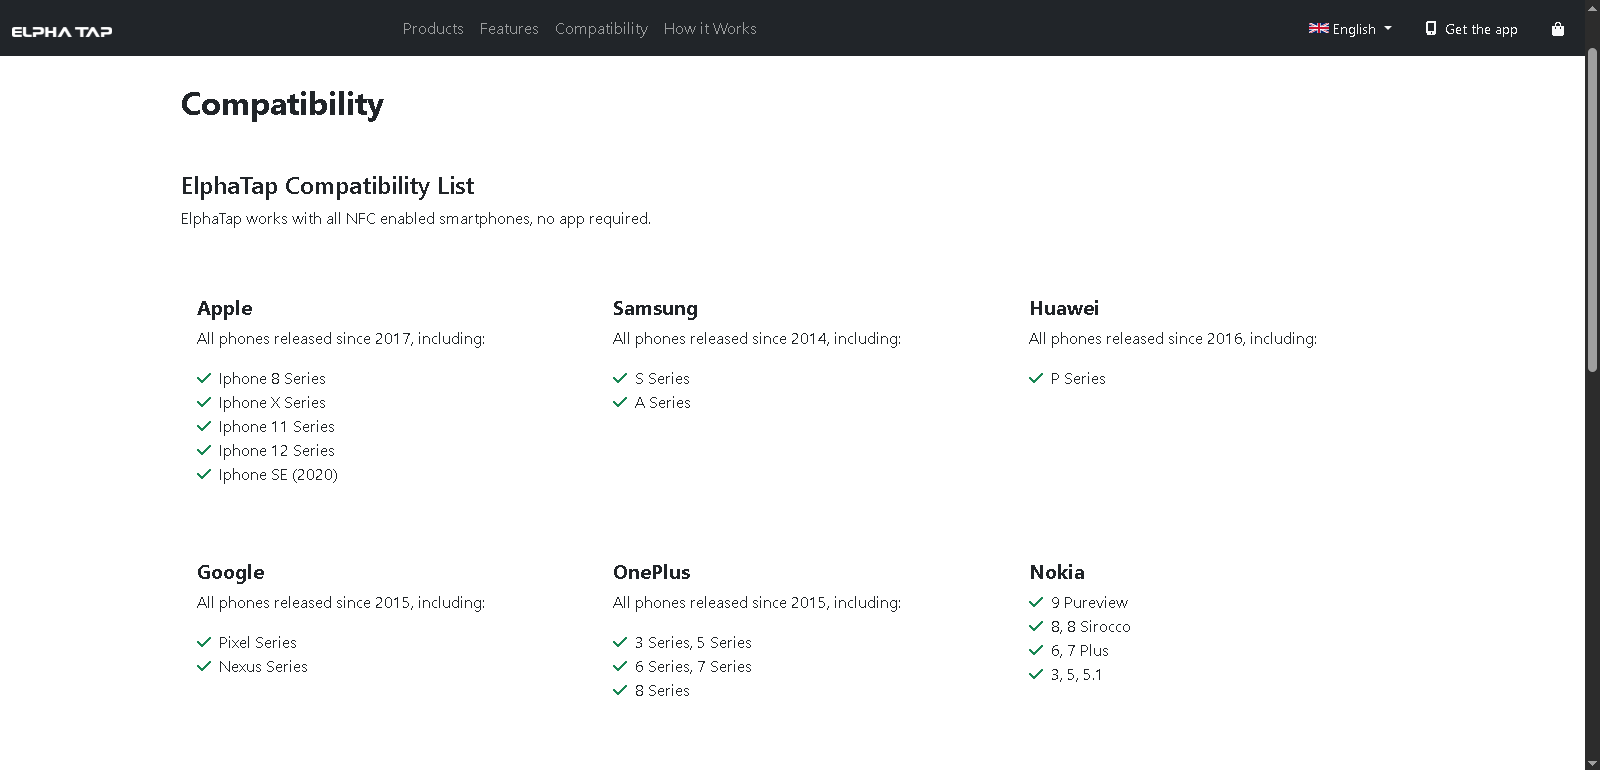 ELPHA TAP
Products Features Compatibility How it Works
English
Get the app
Compatibility
ElphaTap Compatibility List
ElphaTap works with all NFC enabled smartphones, no app required.
Apple
All phones released since 2017, including:
Iphone 8 Series
Iphone X Series
Iphone 11 Series
Iphone 12 Series
Iphone SE (2020)
Samsung
All phones released since 2014, including:
S Series
A Series
Huawei
All phones released since 2016, including:
P Series
Google
All phones released since 2015, including:
Pixel Series
Nexus Series
OnePlus
All phones released since 2015, including:
3 Series, 5 Series
6 Series, 7 Series
8 Series
Nokia
9 Pureview
8, 8 Sirocco
6, 7 Plus
3, 5, 5.1